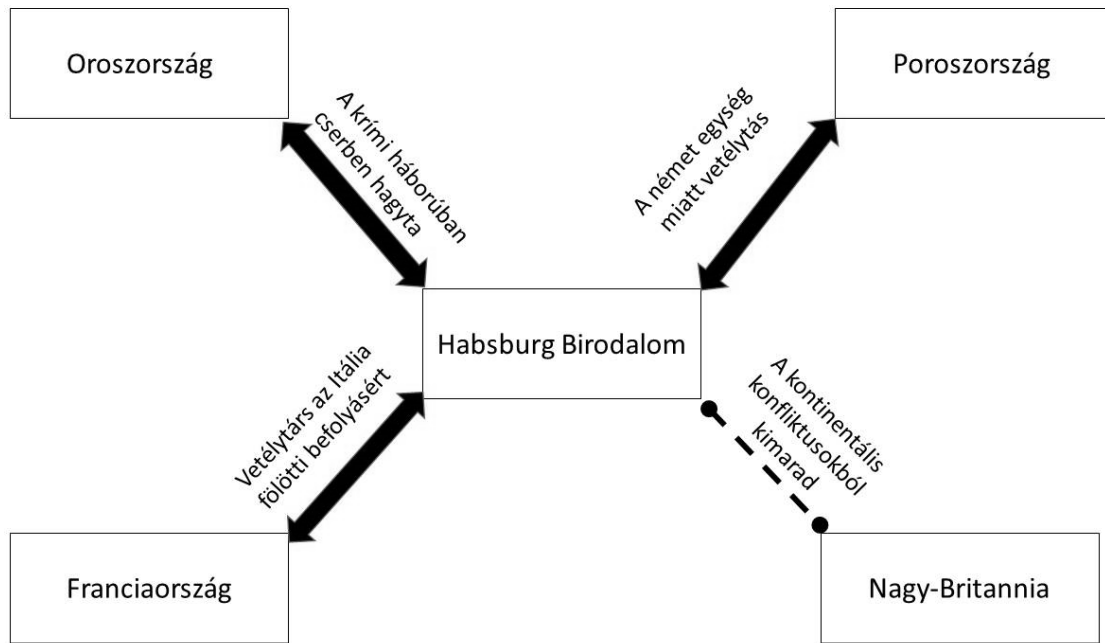 Oroszország
Poroszország
A krími háborúban
cserben hagyta
A német egység
miatt vetélytás
Habsburg Birodalom
Vetélytárs az Itália
fölötti befolyásért
A kontinentális
konfliktusokból
kimarad
Franciaország
Nagy-Britannia